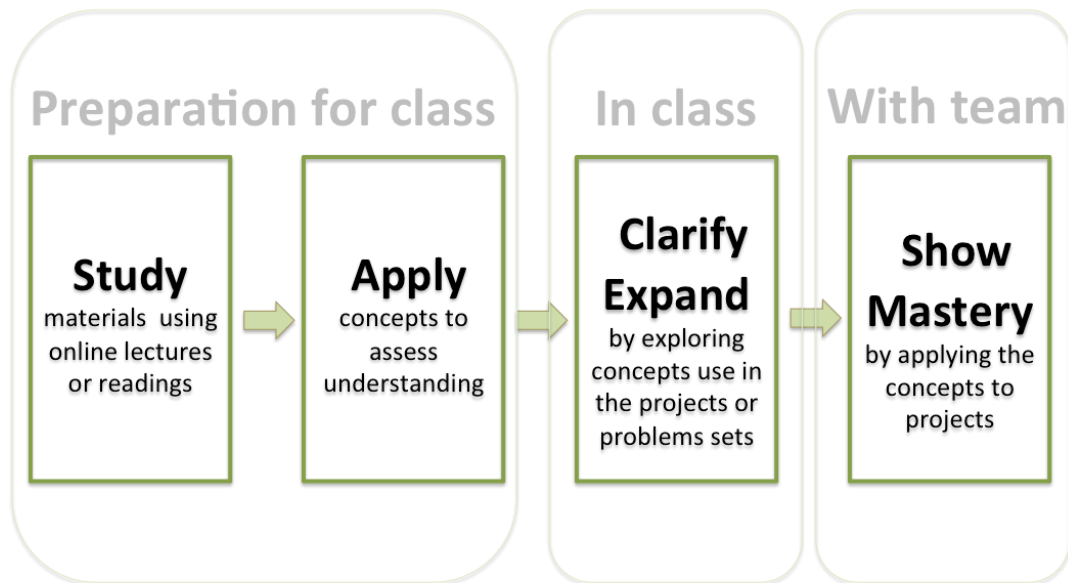 Preparation for class
Study
materials using
online lectures
or readings
Apply
concepts to
assess
understanding
In class
Clarify
Expand
by exploring
concepts use in
the projects or
problems sets
With team
Show
Mastery
by applying the
concepts to
projects